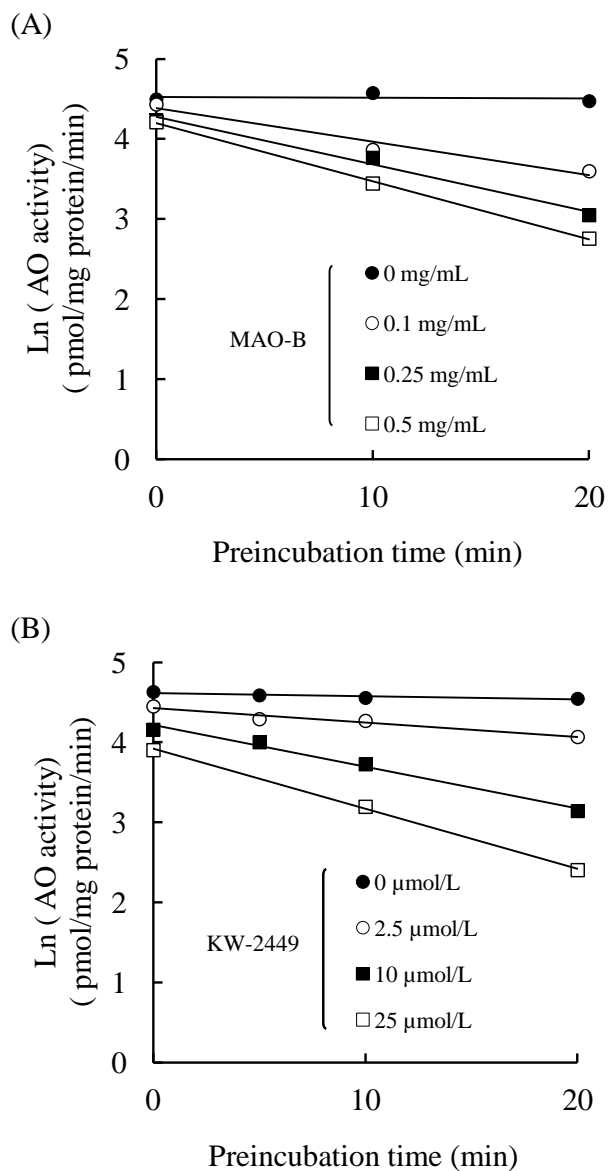 (A)
5
4
3
2
1
0
Ln ( AO activity)
( pmol/mg protein/min)
MAO-B
0 mg/mL
0.1 mg/mL
0.25 mg/mL
0.5 mg/mL
0
10
20
Preincubation time (min)
(B)
5
4
3
2
1
0
Ln ( AO activity)
( pmol/mg protein/min)
KW-2449
0 µmol/L
2.5 µmol/L
10 µmol/L
25 µmol/L
0
10
20
Preincubation time (min)